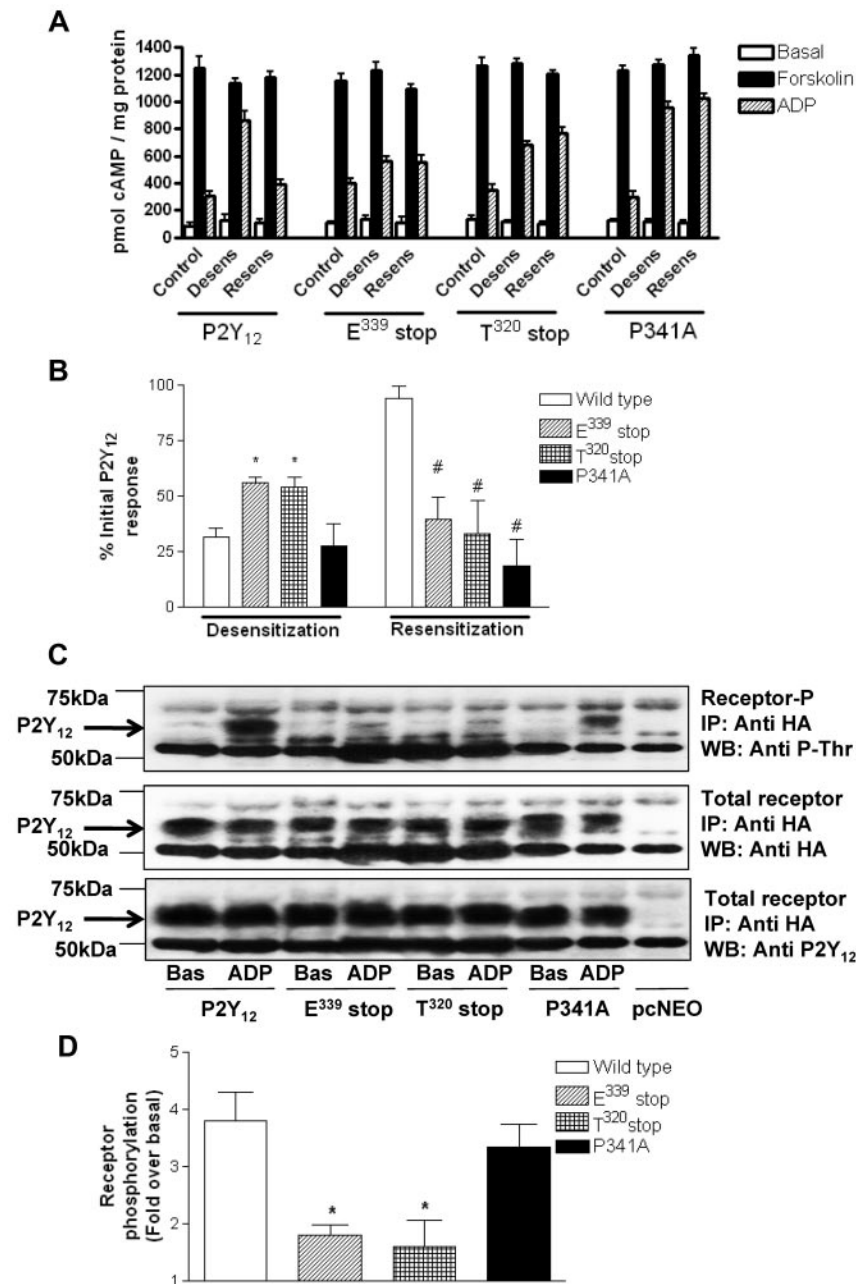 A
1400
1200
1000
800
600
400
200
0
pmol cAMP / mg protein
Basal
Forskolin
ADP
Control Desens Resens Control Desens Resens Control Desens Resens Control Desens Resens
P2Y₁₂ E³³⁹ stop T³²⁰ stop P341A
B
100
75
50
25
0
% Initial P2Y₁₂
response
* * # # #
Wild type
E³³⁹ stop
T³²⁰ stop
P341A
Desensitization Resensitization
C
75kDa
P2Y₁₂
50kDa
Receptor-P
IP: Anti HA
WB: Anti P-Thr
75kDa
P2Y₁₂
50kDa
Total receptor
IP: Anti HA
WB: Anti HA
75kDa
P2Y₁₂
50kDa
Total receptor
IP: Anti HA
WB: Anti P2Y₁₂
Bas ADP Bas ADP Bas ADP Bas ADP
P2Y₁₂ E³³⁹ stop T³²⁰ stop P341A pcNEO
D
5
4
3
2
1
Receptor
phosphorylation
(Fold over basal)
* *
Wild type
E³³⁹ stop
T³²⁰ stop
P341A